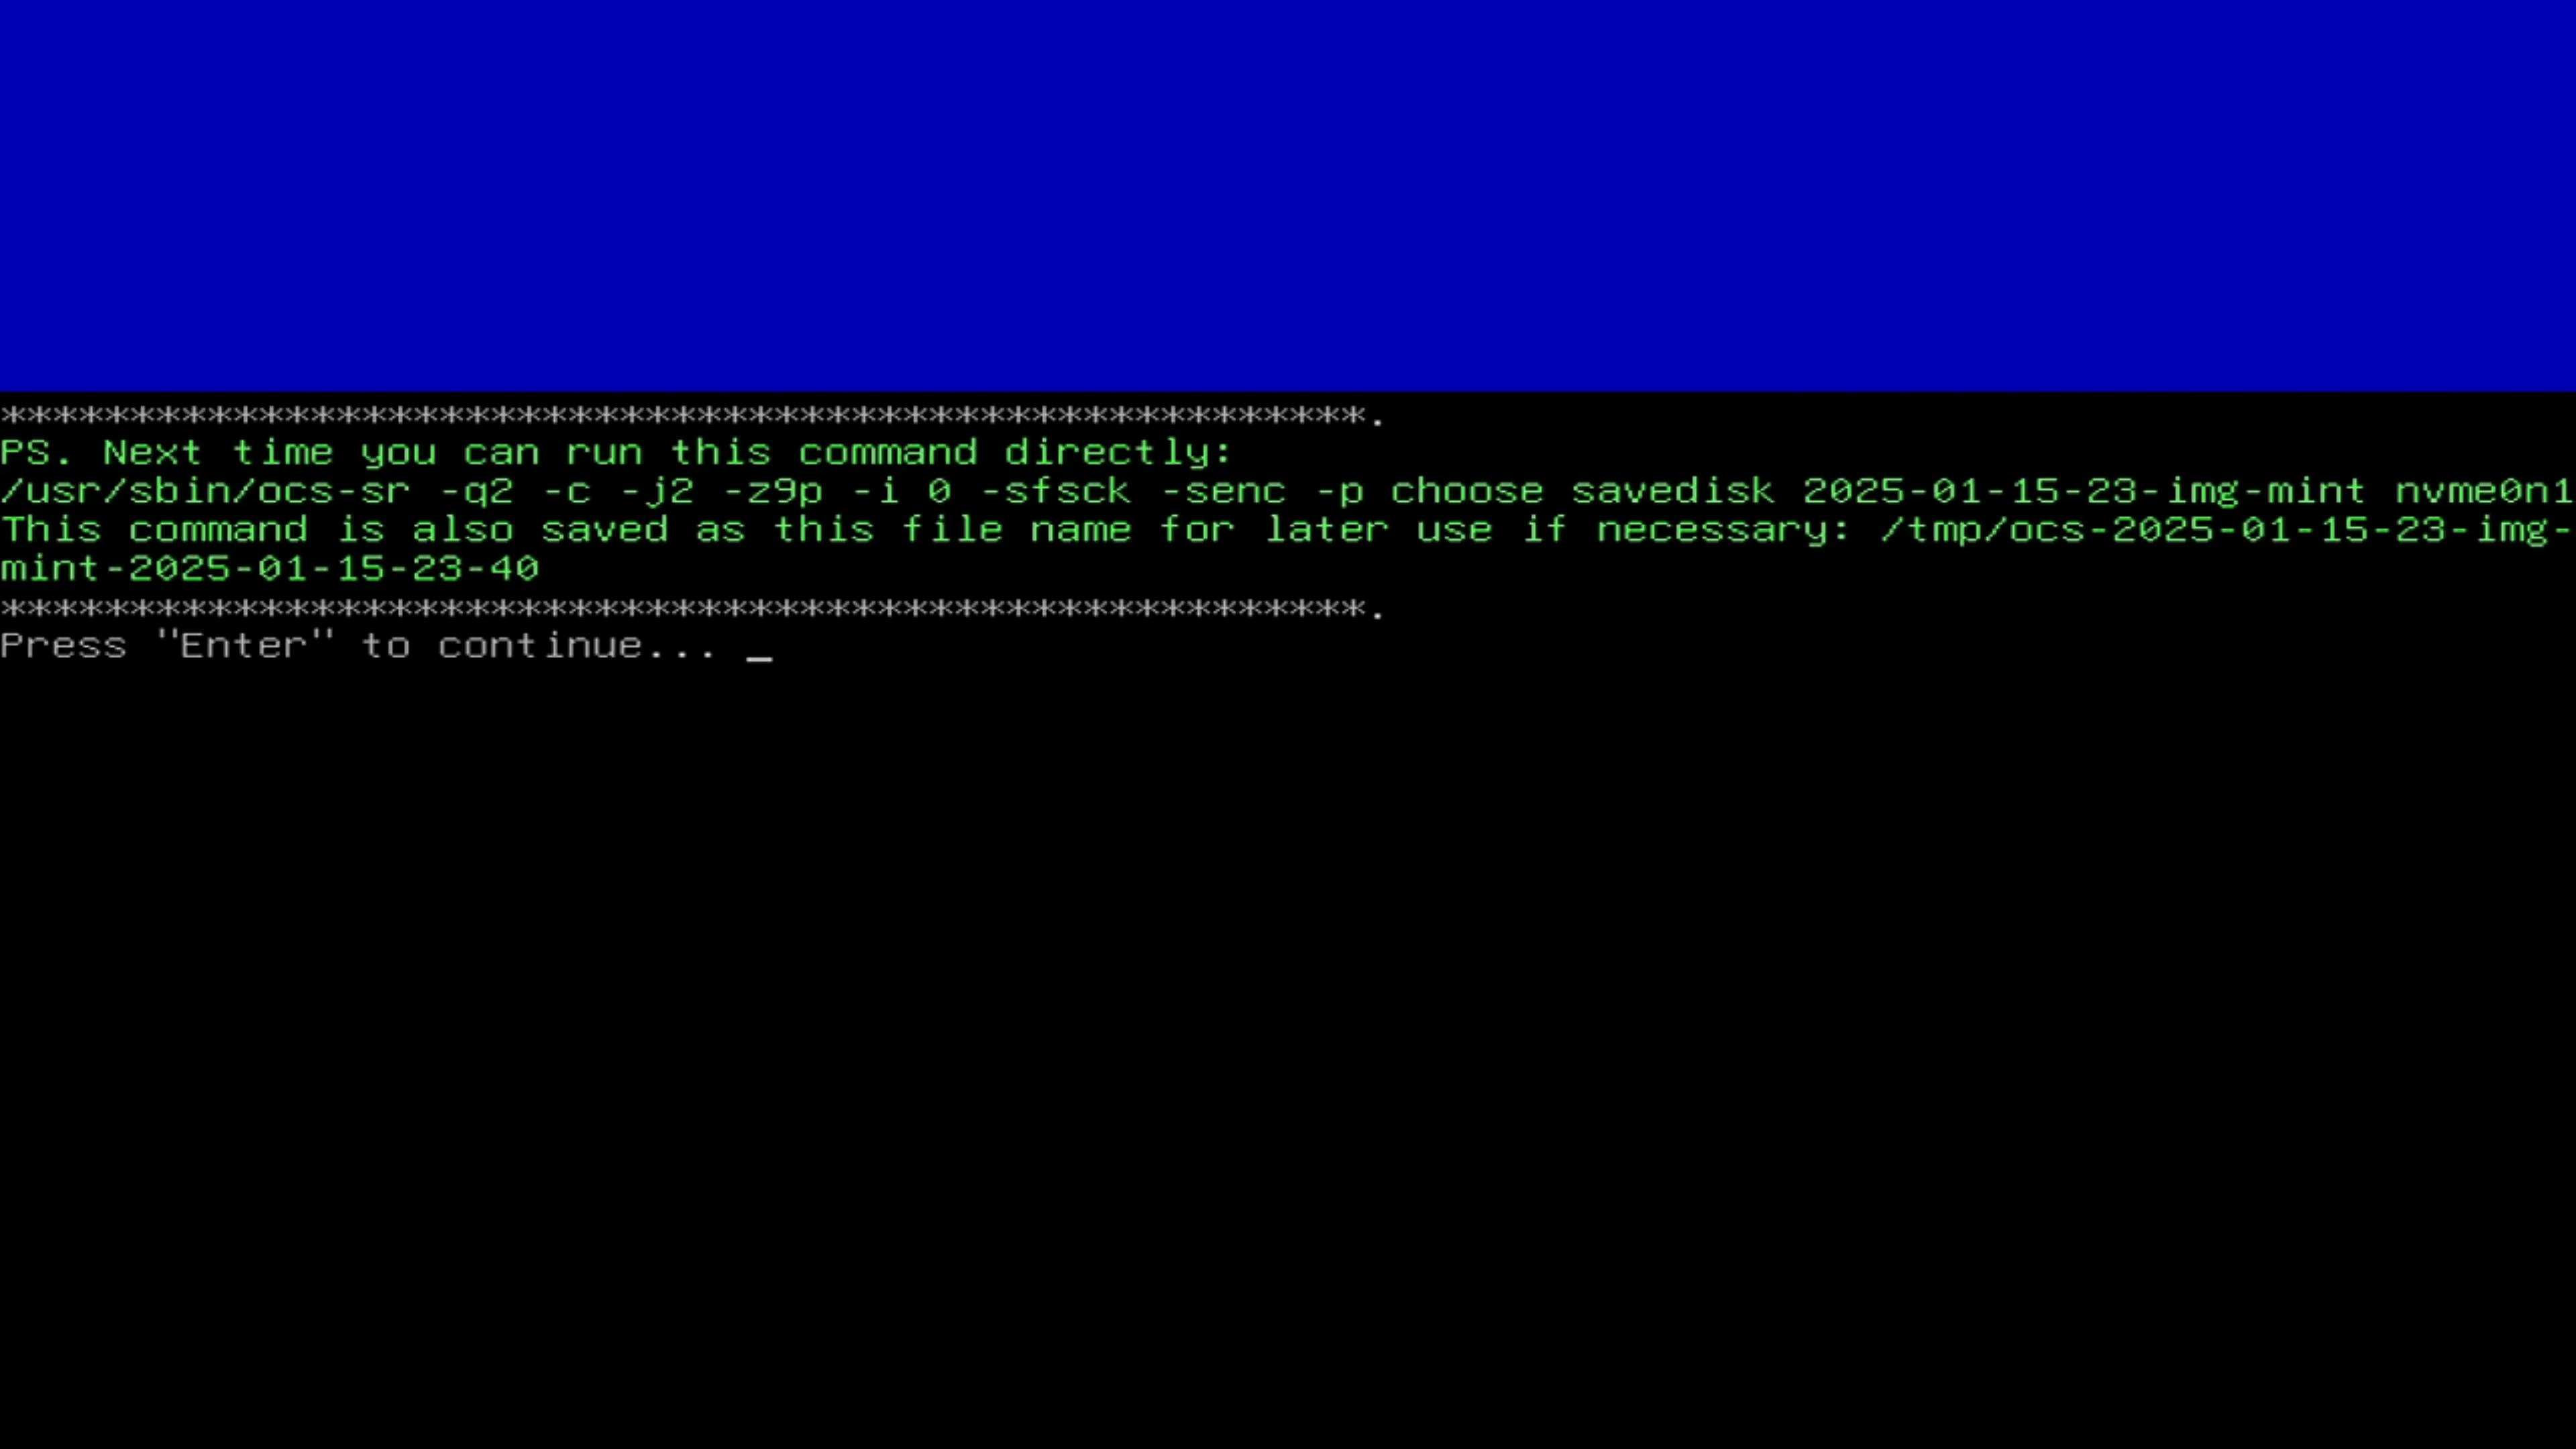 ******************************************************************************************************.
PS. Next time you can run this command directly:
/usr/sbin/ocs-sr -q2 -c -j2 -z9p -i 0 -sfsck -senc -p choose savedisk 2025-01-15-23-img-mint nvme0n1
This command is also saved as this file name for later use if necessary: /tmp/ocs-2025-01-15-23-img-
mint-2025-01-15-23-40
******************************************************************************************************.
Press "Enter" to continue... _